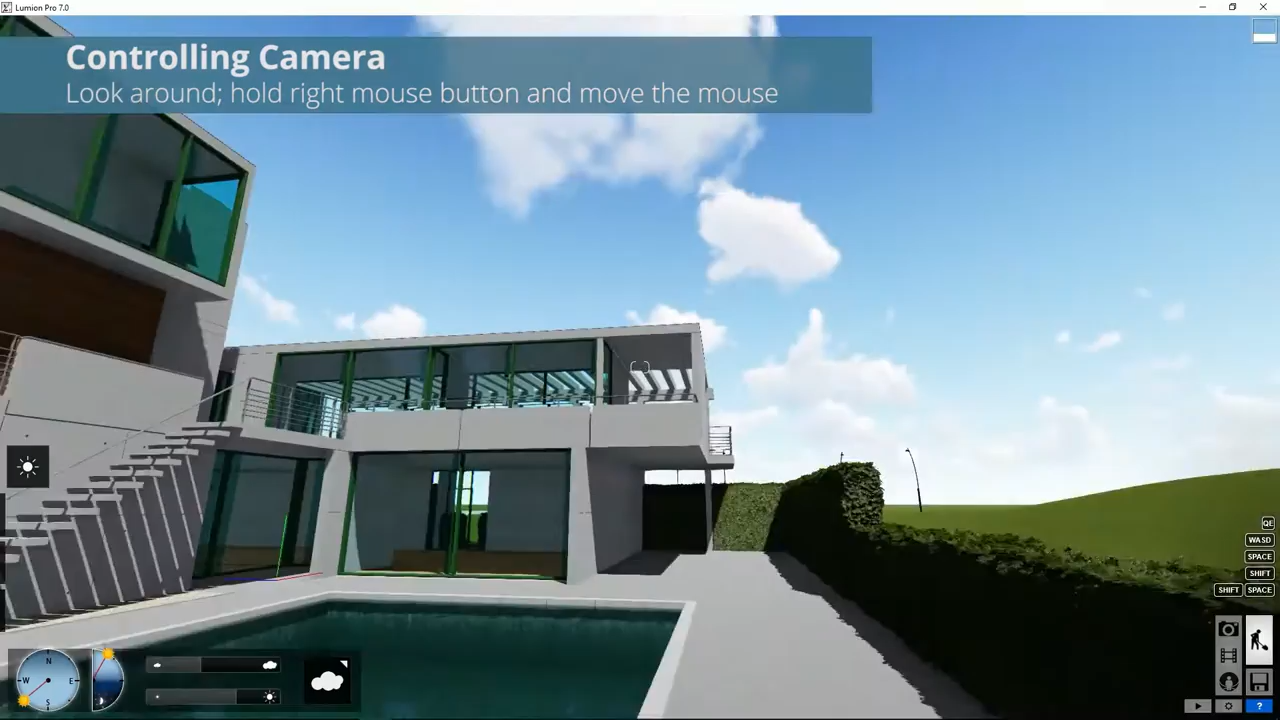 Lumion Pro 7.0
Controlling Camera
Look around; hold right mouse button and move the mouse
QE
WASD
SPACE
SHIFT
SHIFT SPACE
N
W E
S
?